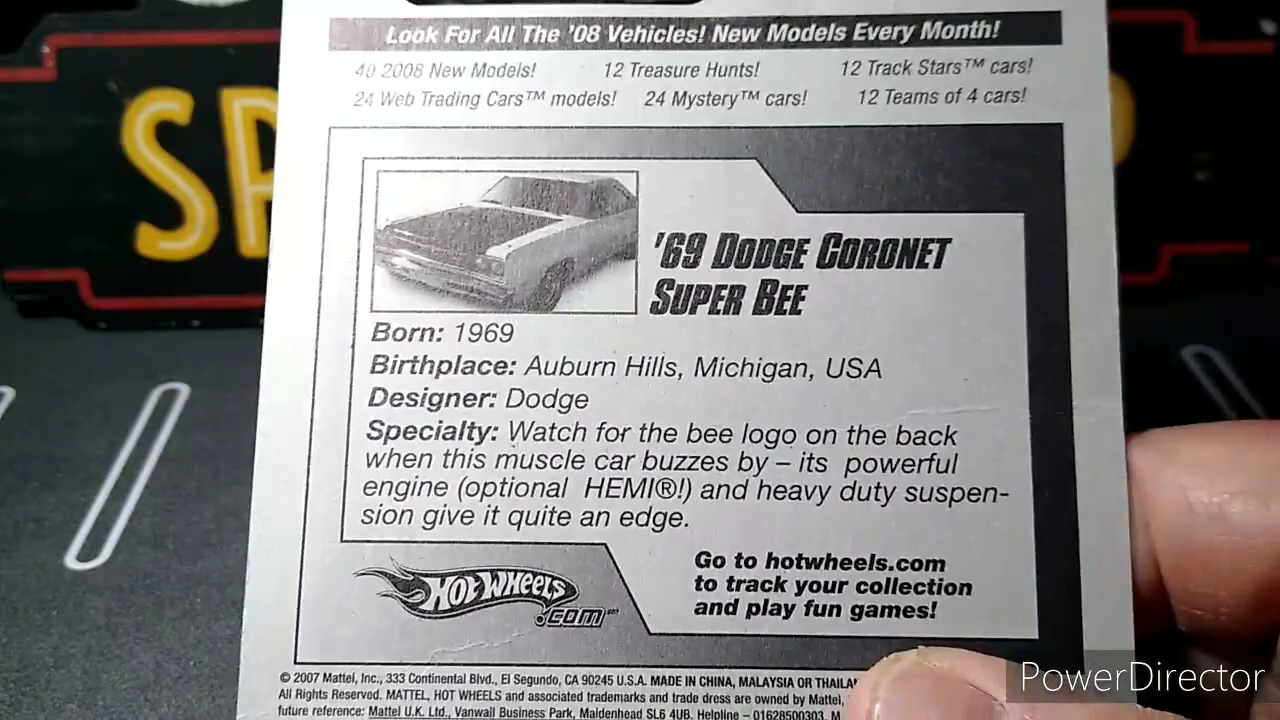 Look For All The '08 Vehicles! New Models Every Month!
40 2008 New Models! 12 Treasure Hunts! 12 Track Stars™ cars!
24 Web Trading Cars™ models! 24 Mystery™ cars! 12 Teams of 4 cars!
SP
'69 DODGE CORONET
SUPER BEE
Born: 1969
Birthplace: Auburn Hills, Michigan, USA
Designer: Dodge
Specialty: Watch for the bee logo on the back
when this muscle car buzzes by – its powerful
engine (optional HEMI®!) and heavy duty suspen-
sion give it quite an edge.
HOT WHEELS
.COM
Go to hotwheels.com
to track your collection
and play fun games!
© 2007 Mattel, Inc., 333 Continental Blvd., El Segundo, CA 90245 U.S.A. MADE IN CHINA, MALAYSIA OR THAILA
All Rights Reserved. MATTEL, HOT WHEELS and associated trademarks and trade dress are owned by Mattel,
future reference: Mattel U.K. Ltd., Vanwall Business Park, Maidenhead SL6 4UB. Helpline – 01628500303. M
PowerDirector